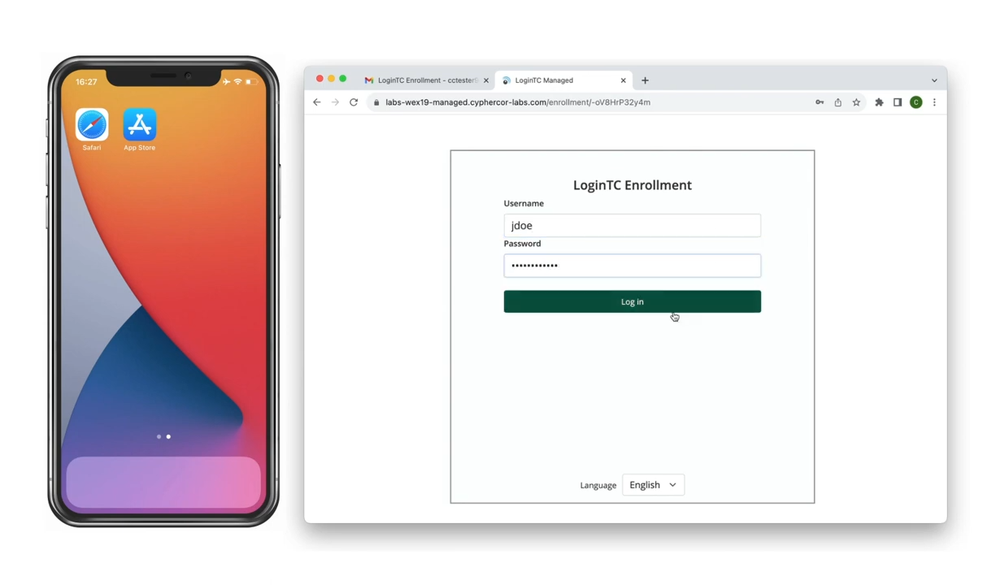 16:27
Safari
App Store
LoginTC Enrollment - cctester
LoginTC Managed
labs-wex19-managed.cyphercor-labs.com/enrollment/-oV8HrP32y4m
C
LoginTC Enrollment
Username
jdoe
Password
••••••••••••
Log in
Language
English